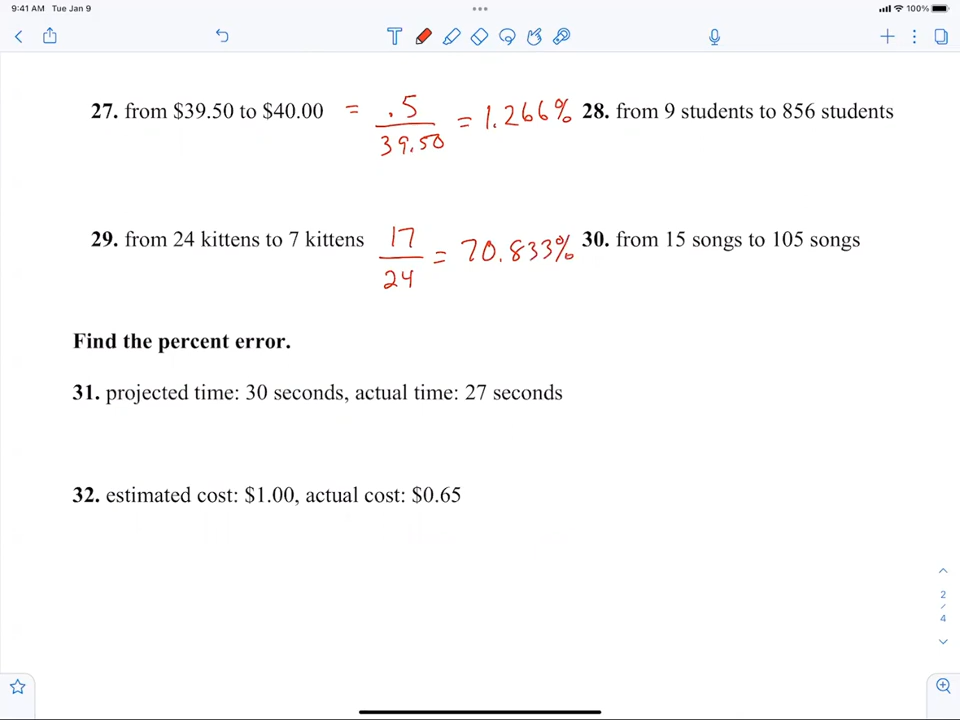 9:41 AM Tue Jan 9
100%
27. from $39.50 to $40.00 = .5 / 39.50 = 1.266%
28. from 9 students to 856 students
29. from 24 kittens to 7 kittens 17 / 24 = 70.833%
30. from 15 songs to 105 songs
Find the percent error.
31. projected time: 30 seconds, actual time: 27 seconds
32. estimated cost: $1.00, actual cost: $0.65
2
/
4